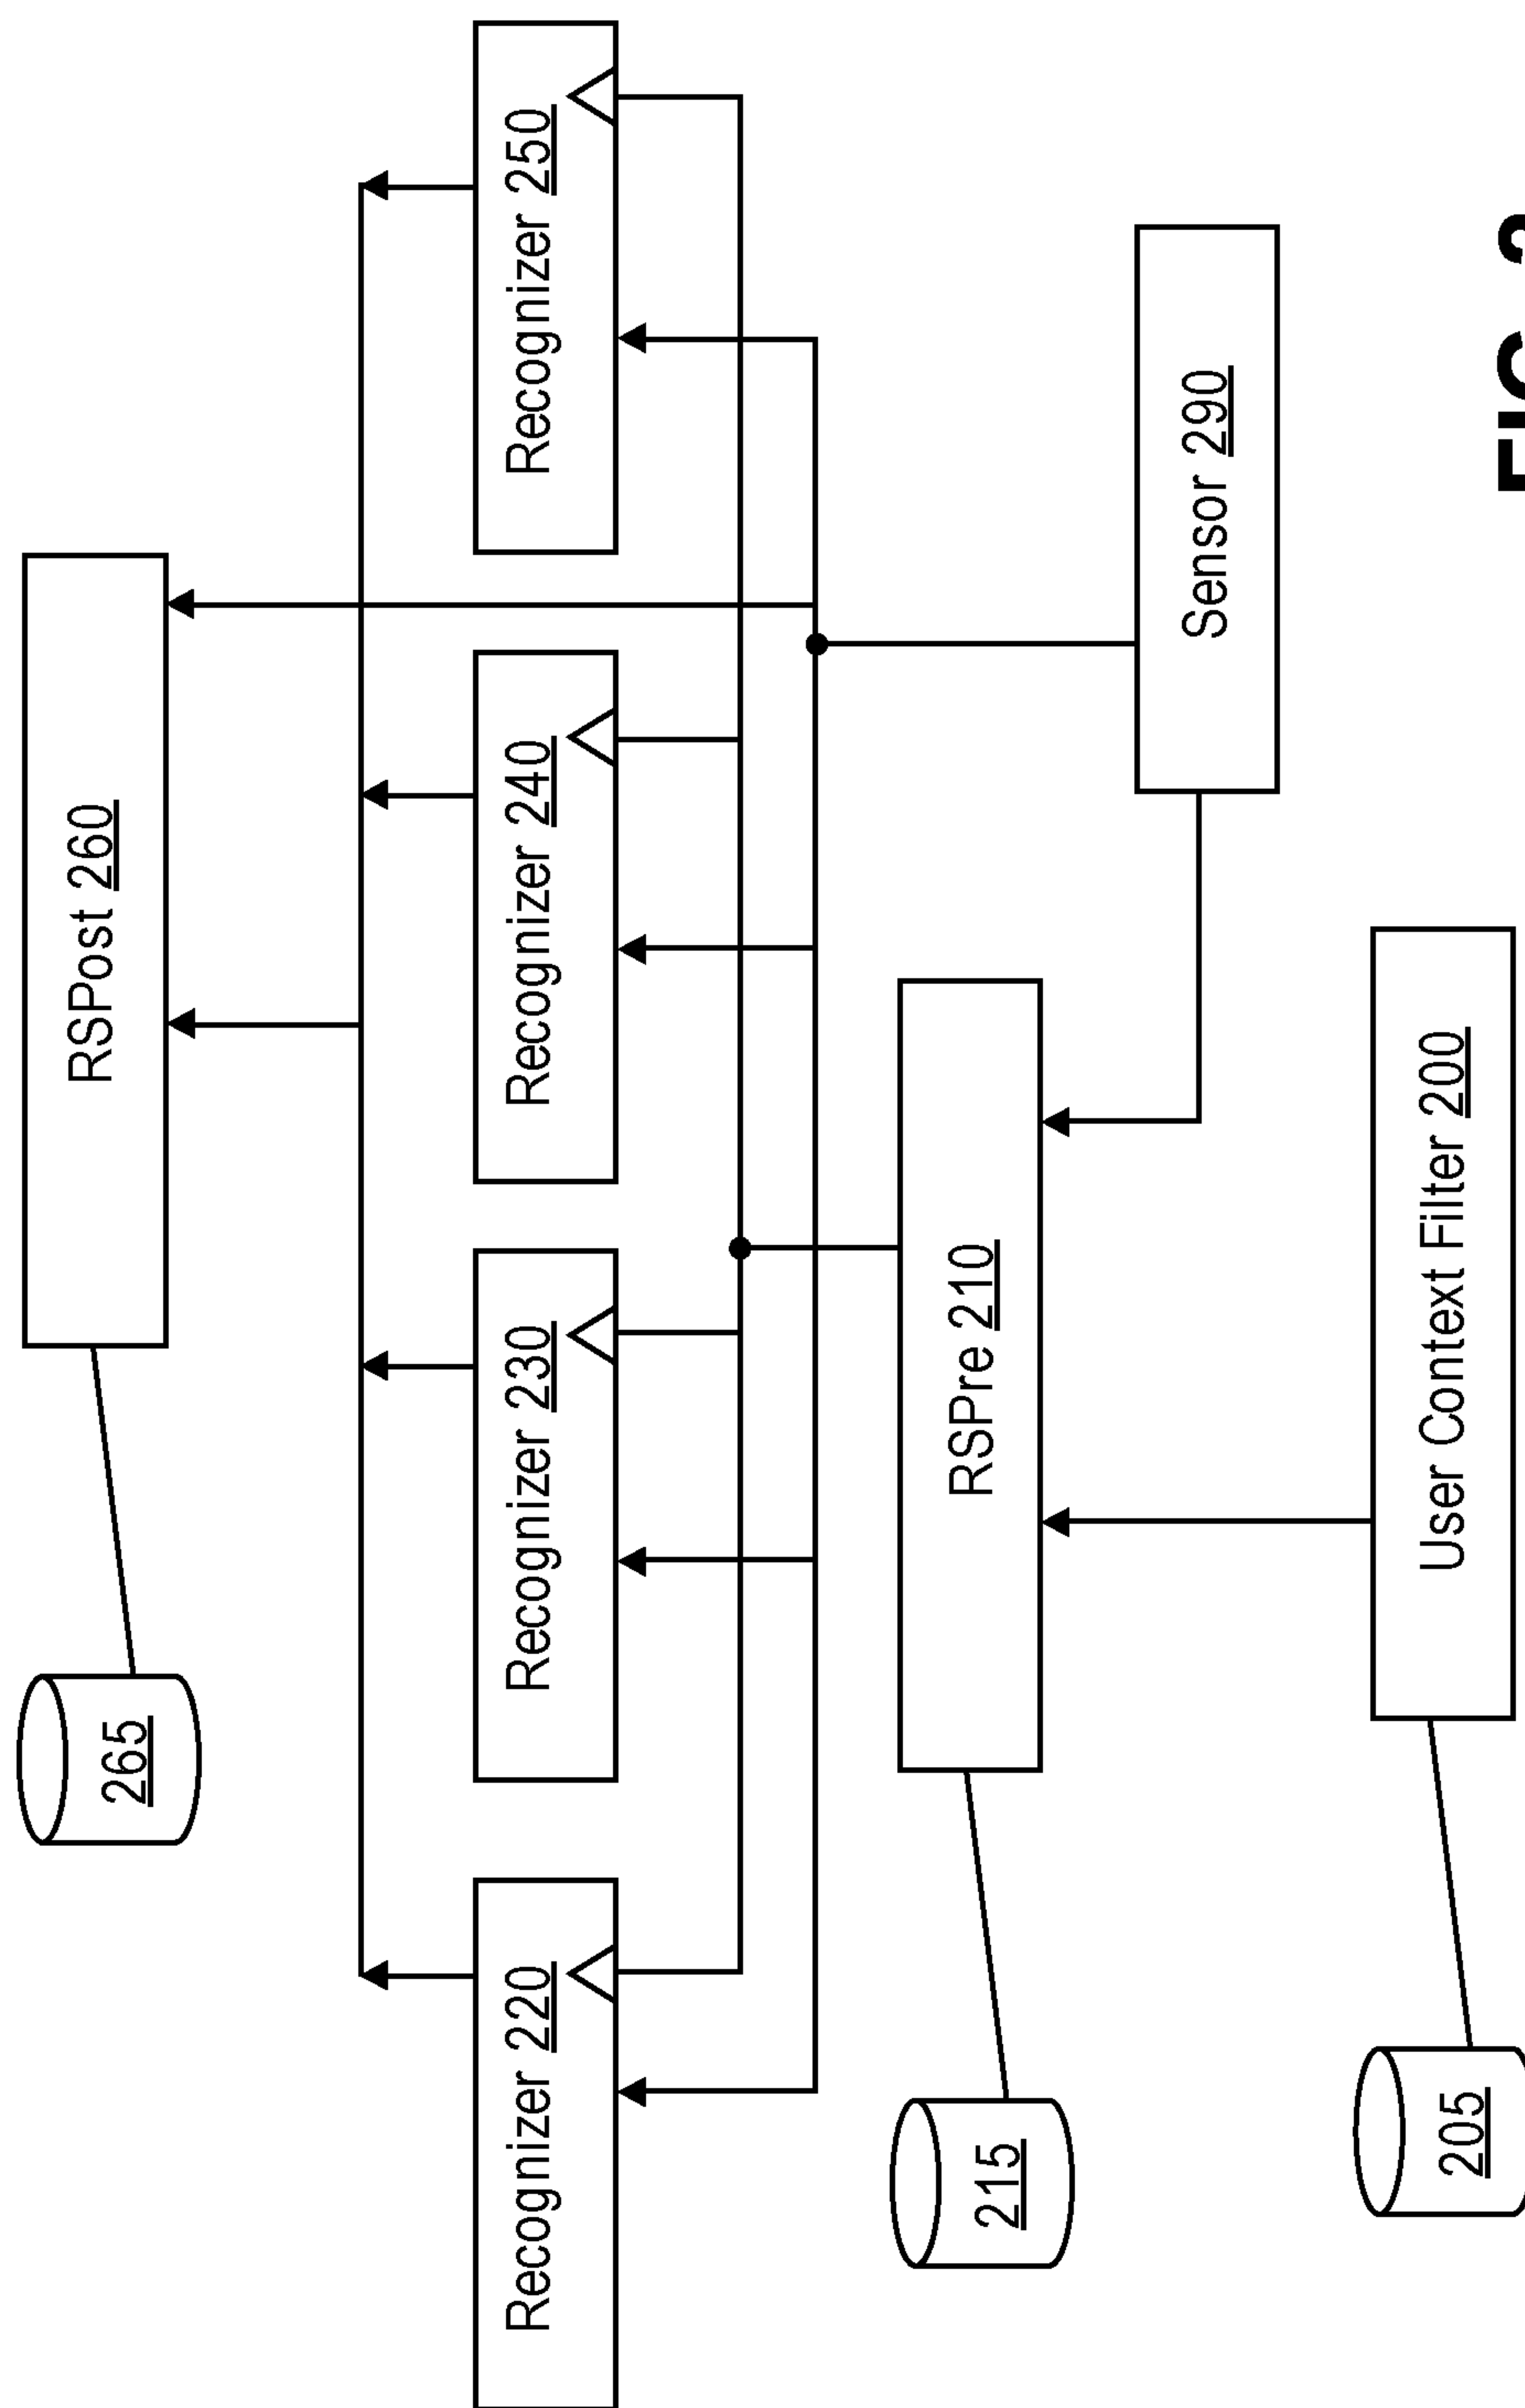 265
RSPost 260
Recognizer 220
Recognizer 230
Recognizer 240
Recognizer 250
215
RSPre 210
Sensor 290
205
User Context Filter 200